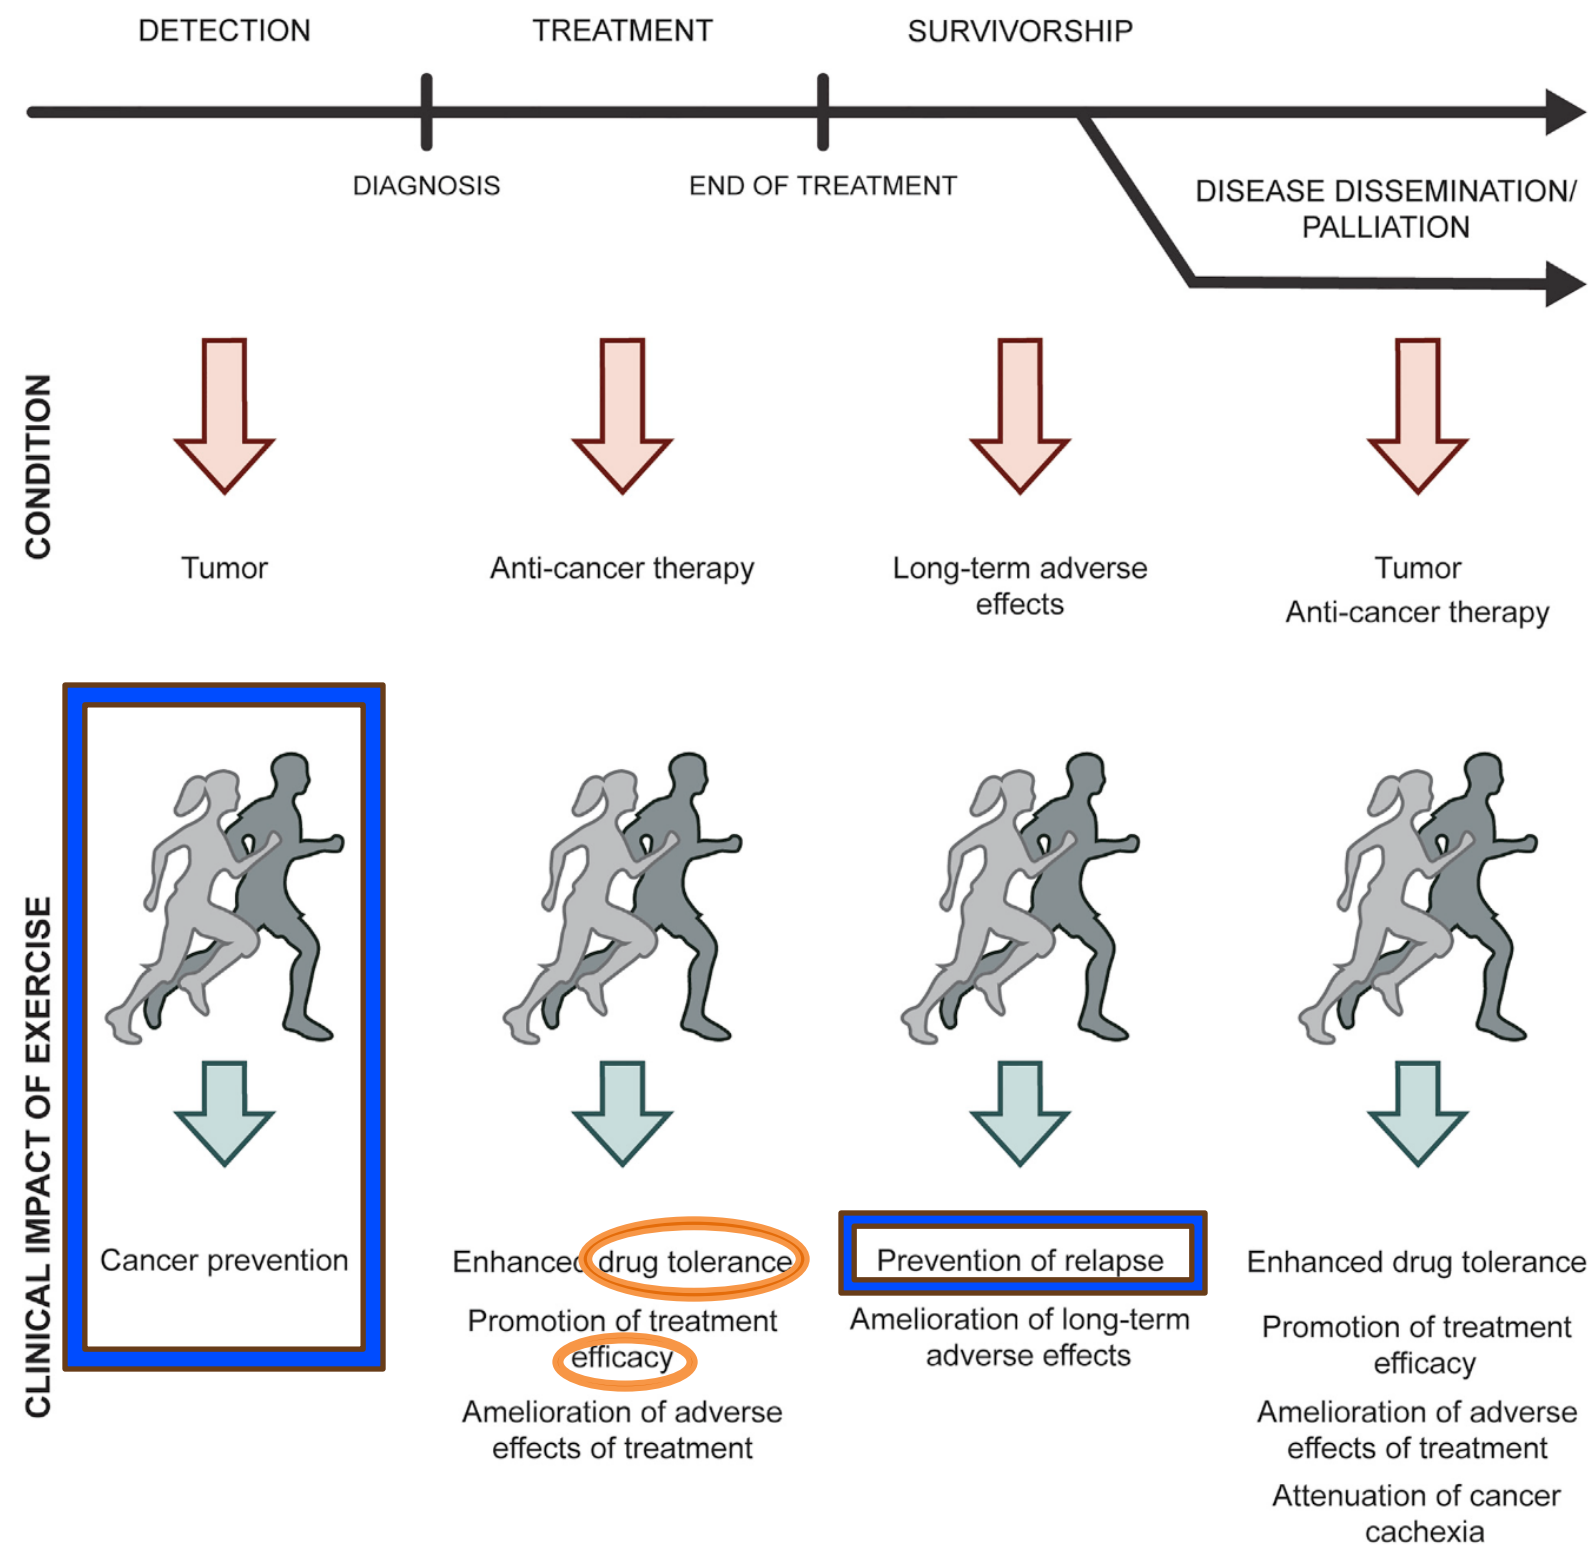 DETECTION
TREATMENT
SURVIVORSHIP
DIAGNOSIS
END OF TREATMENT
DISEASE DISSEMINATION/
PALLIATION
CONDITION
Tumor
Anti-cancer therapy
Long-term adverse
effects
Tumor
Anti-cancer therapy
CLINICAL IMPACT OF EXERCISE
Cancer prevention
Enhanced drug tolerance
Promotion of treatment
efficacy
Amelioration of adverse
effects of treatment
Prevention of relapse
Amelioration of long-term
adverse effects
Enhanced drug tolerance
Promotion of treatment
efficacy
Amelioration of adverse
effects of treatment
Attenuation of cancer
cachexia